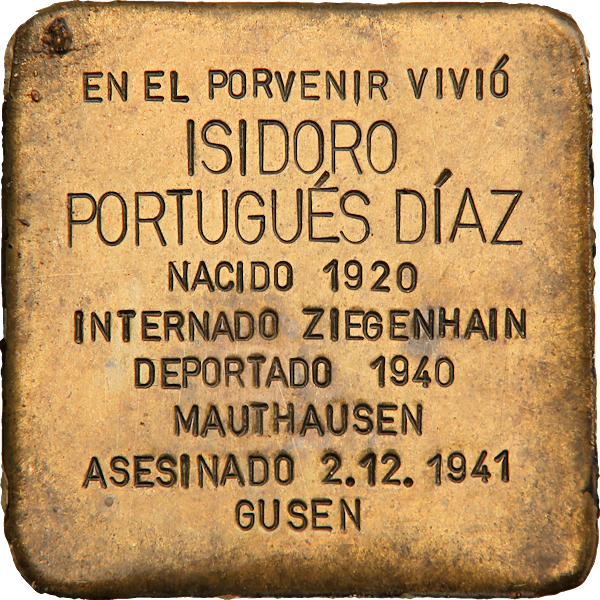 EN EL PORVENIR VIVIÓ
ISIDORO
PORTUGUÉS DÍAZ
NACIDO 1920
INTERNADO ZIEGENHAIN
DEPORTADO 1940
MAUTHAUSEN
ASESINADO 2.12.1941
GUSEN